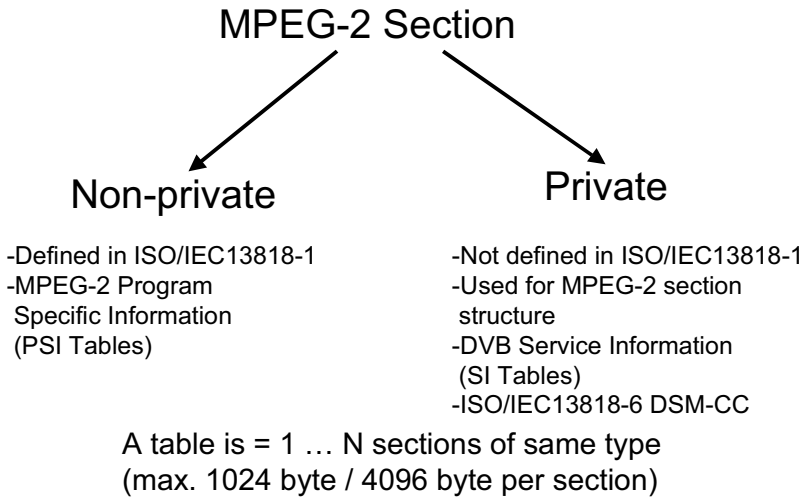 MPEG-2 Section
Non-private
-Defined in ISO/IEC13818-1
-MPEG-2 Program
Specific Information
(PSI Tables)
Private
-Not defined in ISO/IEC13818-1
-Used for MPEG-2 section
structure
-DVB Service Information
(SI Tables)
-ISO/IEC13818-6 DSM-CC
A table is = 1 … N sections of same type
(max. 1024 byte / 4096 byte per section)